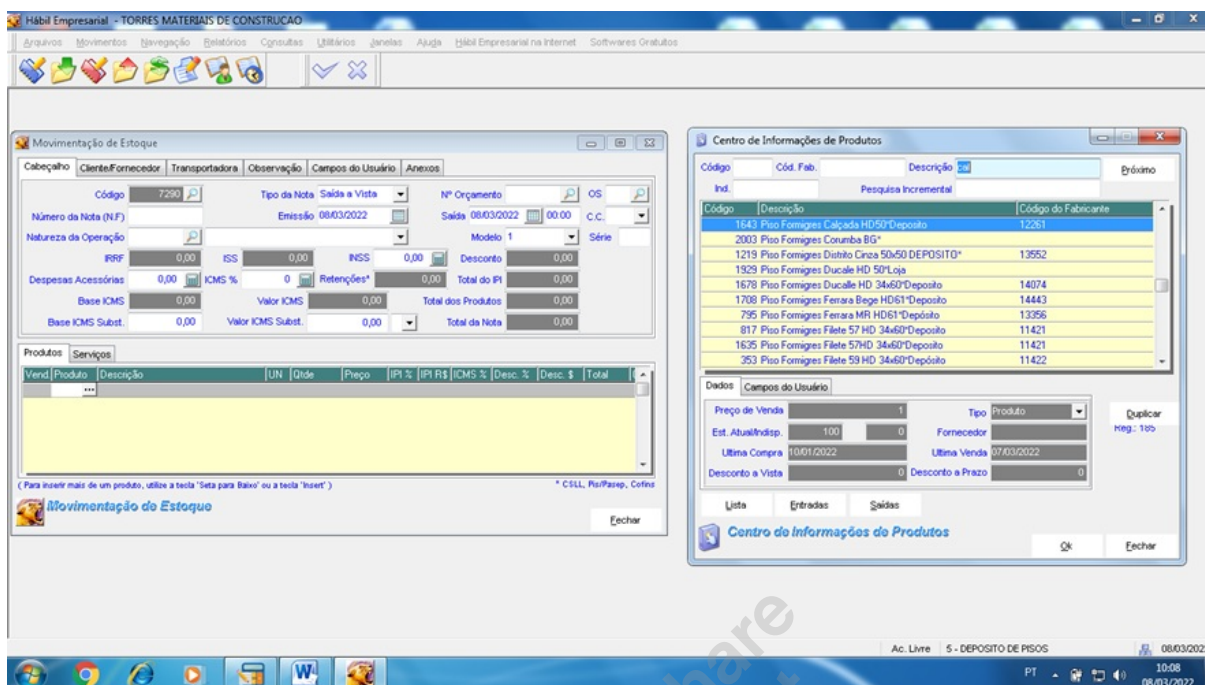 Hábil Empresarial - TORRES MATERIAIS DE CONSTRUCAO
Arquivos Movimentos Navegação Relatórios Consultas Utilitários Janelas Ajuda Hábil Empresarial na Internet Softwares Gratuitos
Movimentação de Estoque
Cabeçalho Cliente/Fornecedor Transportadora Observação Campos do Usuário Anexos
Código 7290 Tipo da Nota Saída a Vista Nº Orçamento OS
Número da Nota (N.F) Emissão 08/03/2022 Saída 08/03/2022 00:00 C.C.
Natureza da Operação Modelo 1 Série
IRRF 0,00 ISS 0,00 INSS 0,00 Desconto 0,00
Despesas Acessórias 0,00 ICMS % 0 Retenções* 0,00 Total do IPI 0,00
Base ICMS 0,00 Valor ICMS 0,00 Total dos Produtos 0,00
Base ICMS Subst. 0,00 Valor ICMS Subst. 0,00 Total da Nota 0,00
Produtos Serviços
Vend. Produto Descrição UN Qtde Preço IPI % IPI R$ ICMS % Desc. % Desc. $ Total
( Para inserir mais de um produto, utilize a tecla 'Seta para Baixo' ou a tecla 'Insert' ) * CSLL, Pis/Pasep, Cofins
Movimentação de Estoque
Fechar
Centro de Informações de Produtos
Código Cód. Fab. Descrição cal Próximo
Ind. Pesquisa Incremental
Código Descrição Código do Fabricante
1643 Piso Formigres Calçada HD50*Deposito 12261
2003 Piso Formigres Corumba BG*
1219 Piso Formigres Distrito Cinza 50x50 DEPOSITO* 13552
1929 Piso Formigres Ducale HD 50*Loja
1678 Piso Formigres Ducalle HD 34x60*Deposito 14074
1708 Piso Formigres Ferrara Bege HD61*Deposito 14443
795 Piso Formigres Ferrara MR HD61*Depósito 13356
817 Piso Formigres Filete 57 HD 34x60*Deposito 11421
1635 Piso Formigres Filete 57HD 34x60*Deposito 11421
353 Piso Formigres Filete 59 HD 34x60*Depósito 11422
Dados Campos do Usuário
Preço de Venda 1 Tipo Produto Duplicar
Est. Atual/Indisp. 100 0 Fornecedor Reg.: 185
Ultima Compra 10/01/2022 Ultima Venda 07/03/2022
Desconto a Vista 0 Desconto a Prazo 0
Lista Entradas Saídas
Centro de Informações de Produtos
Ok Fechar
Ac. Livre 5 - DEPOSITO DE PISOS 08/03/202
PT 10:08
08/03/2022